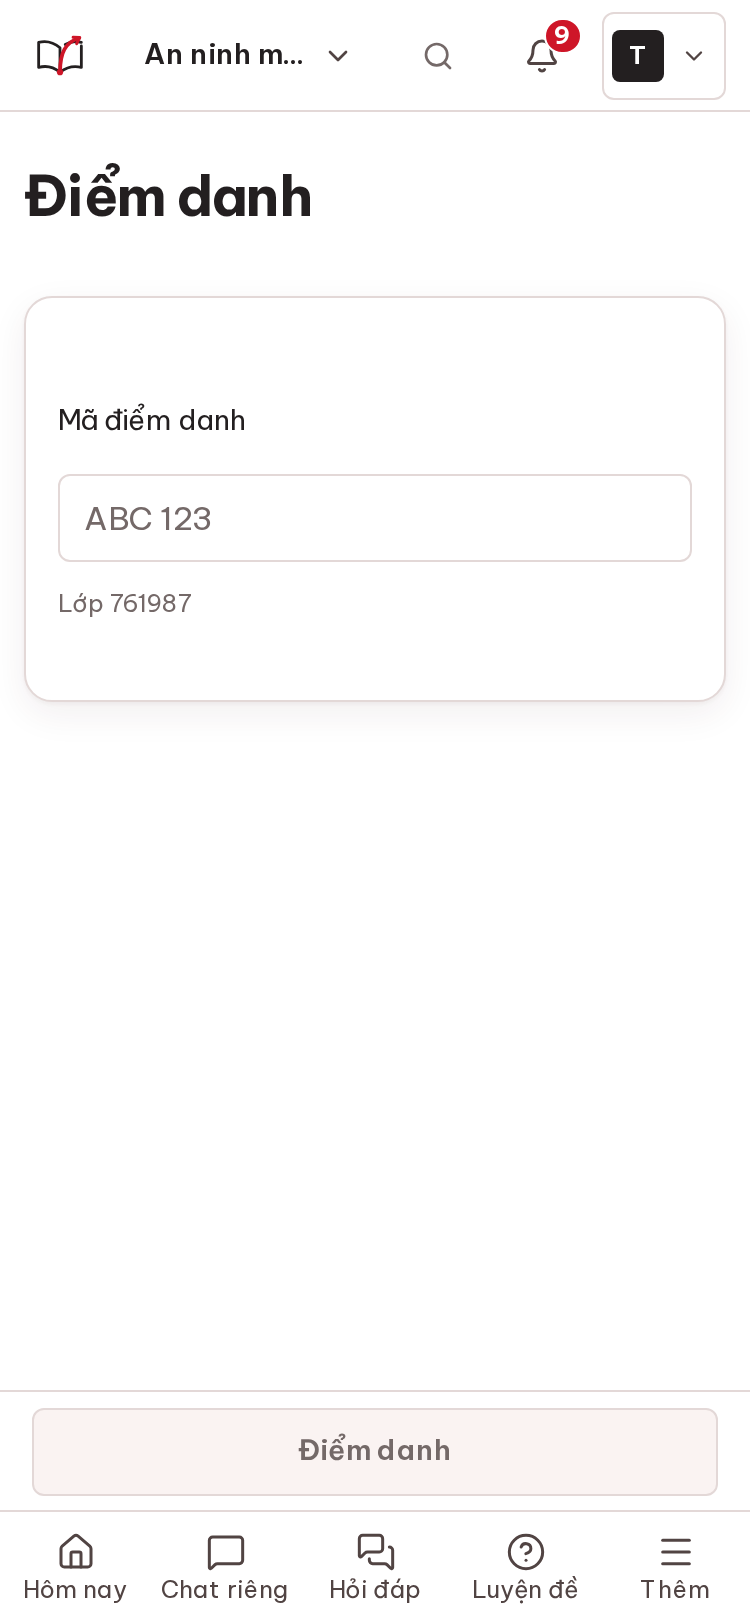 An ninh m...
9
T
Điểm danh
Mã điểm danh
ABC 123
Lớp 761987
Điểm danh
Hôm nay
Chat riêng
Hỏi đáp
Luyện đề
Thêm